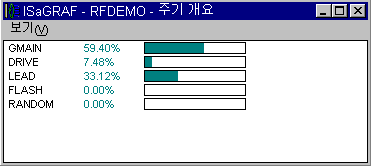 ISaGRAF - RFDEMO - 주기 개요
보기(V)
GMAIN 59.40%
DRIVE 7.48%
LEAD 33.12%
FLASH 0.00%
RANDOM 0.00%